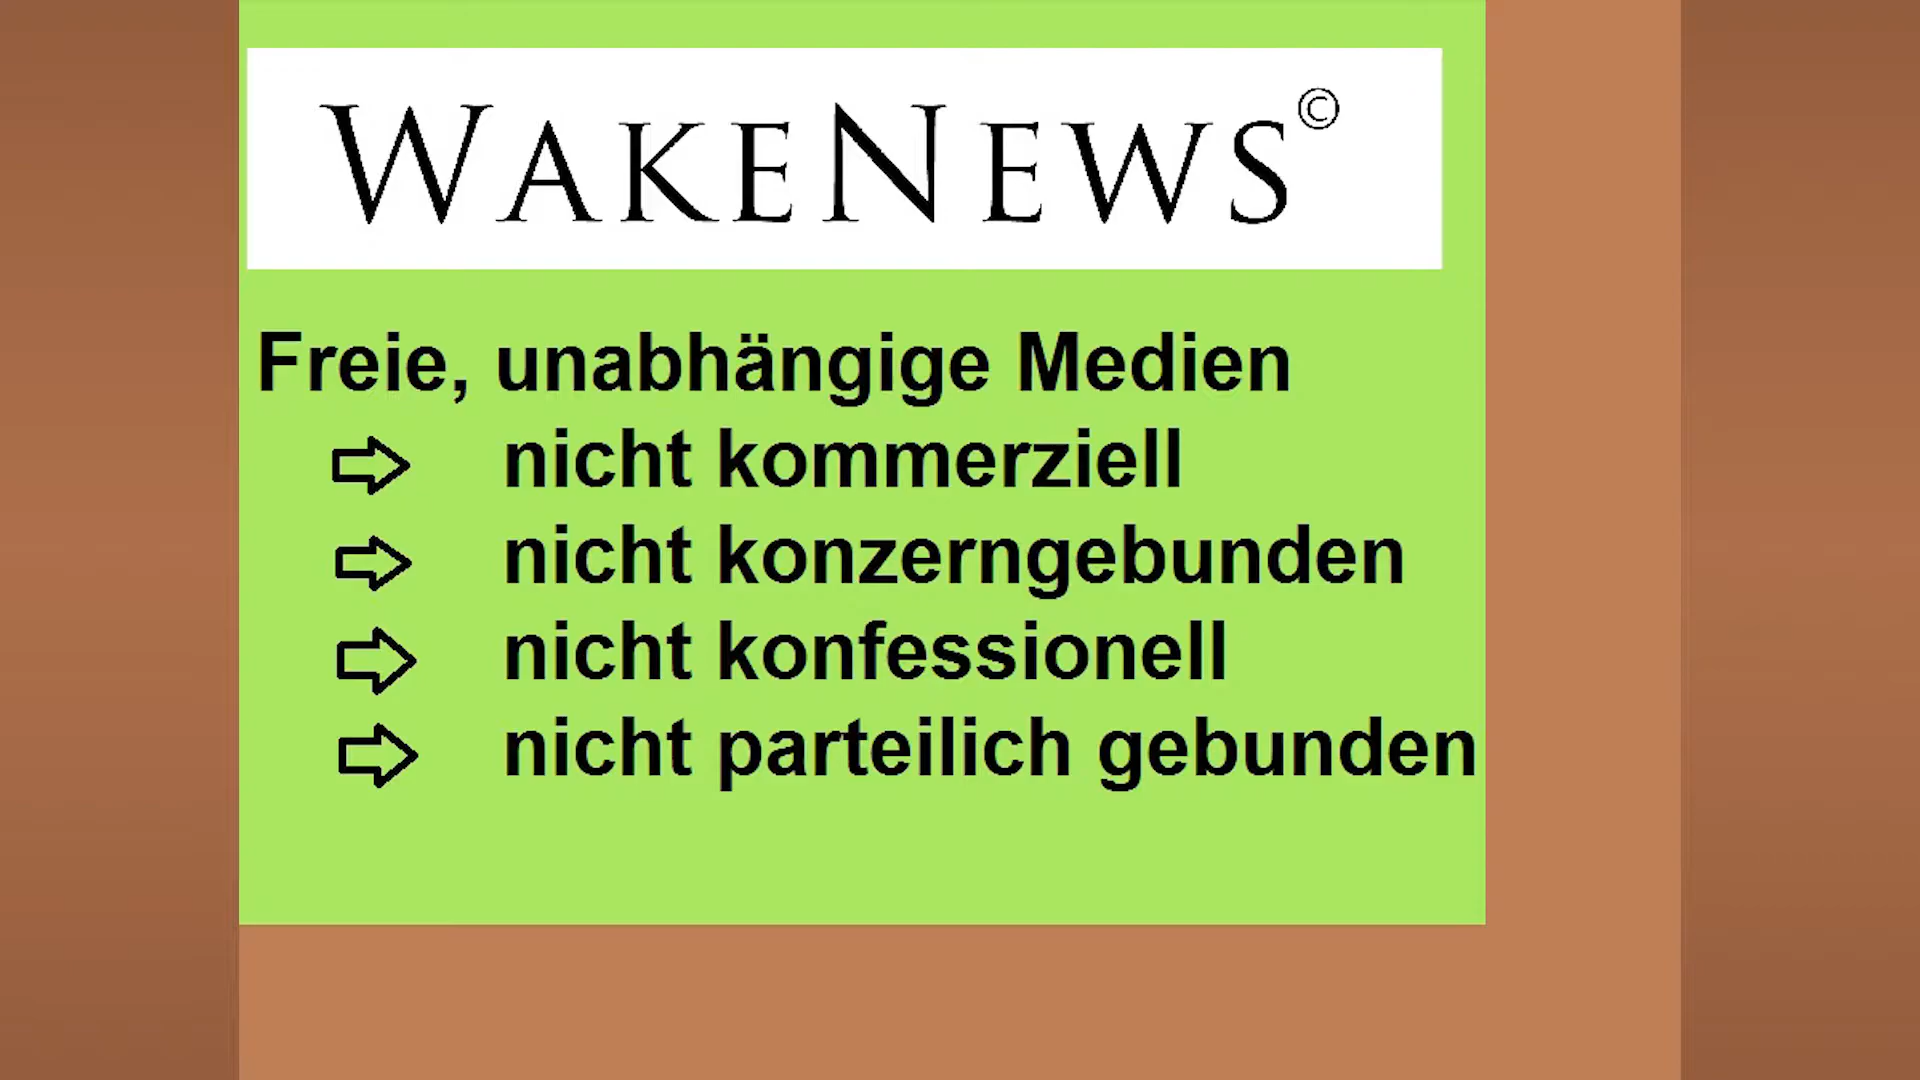 WAKENEWS©
Freie, unabhängige Medien
⇨ nicht kommerziell
⇨ nicht konzerngebunden
⇨ nicht konfessionell
⇨ nicht parteilich gebunden